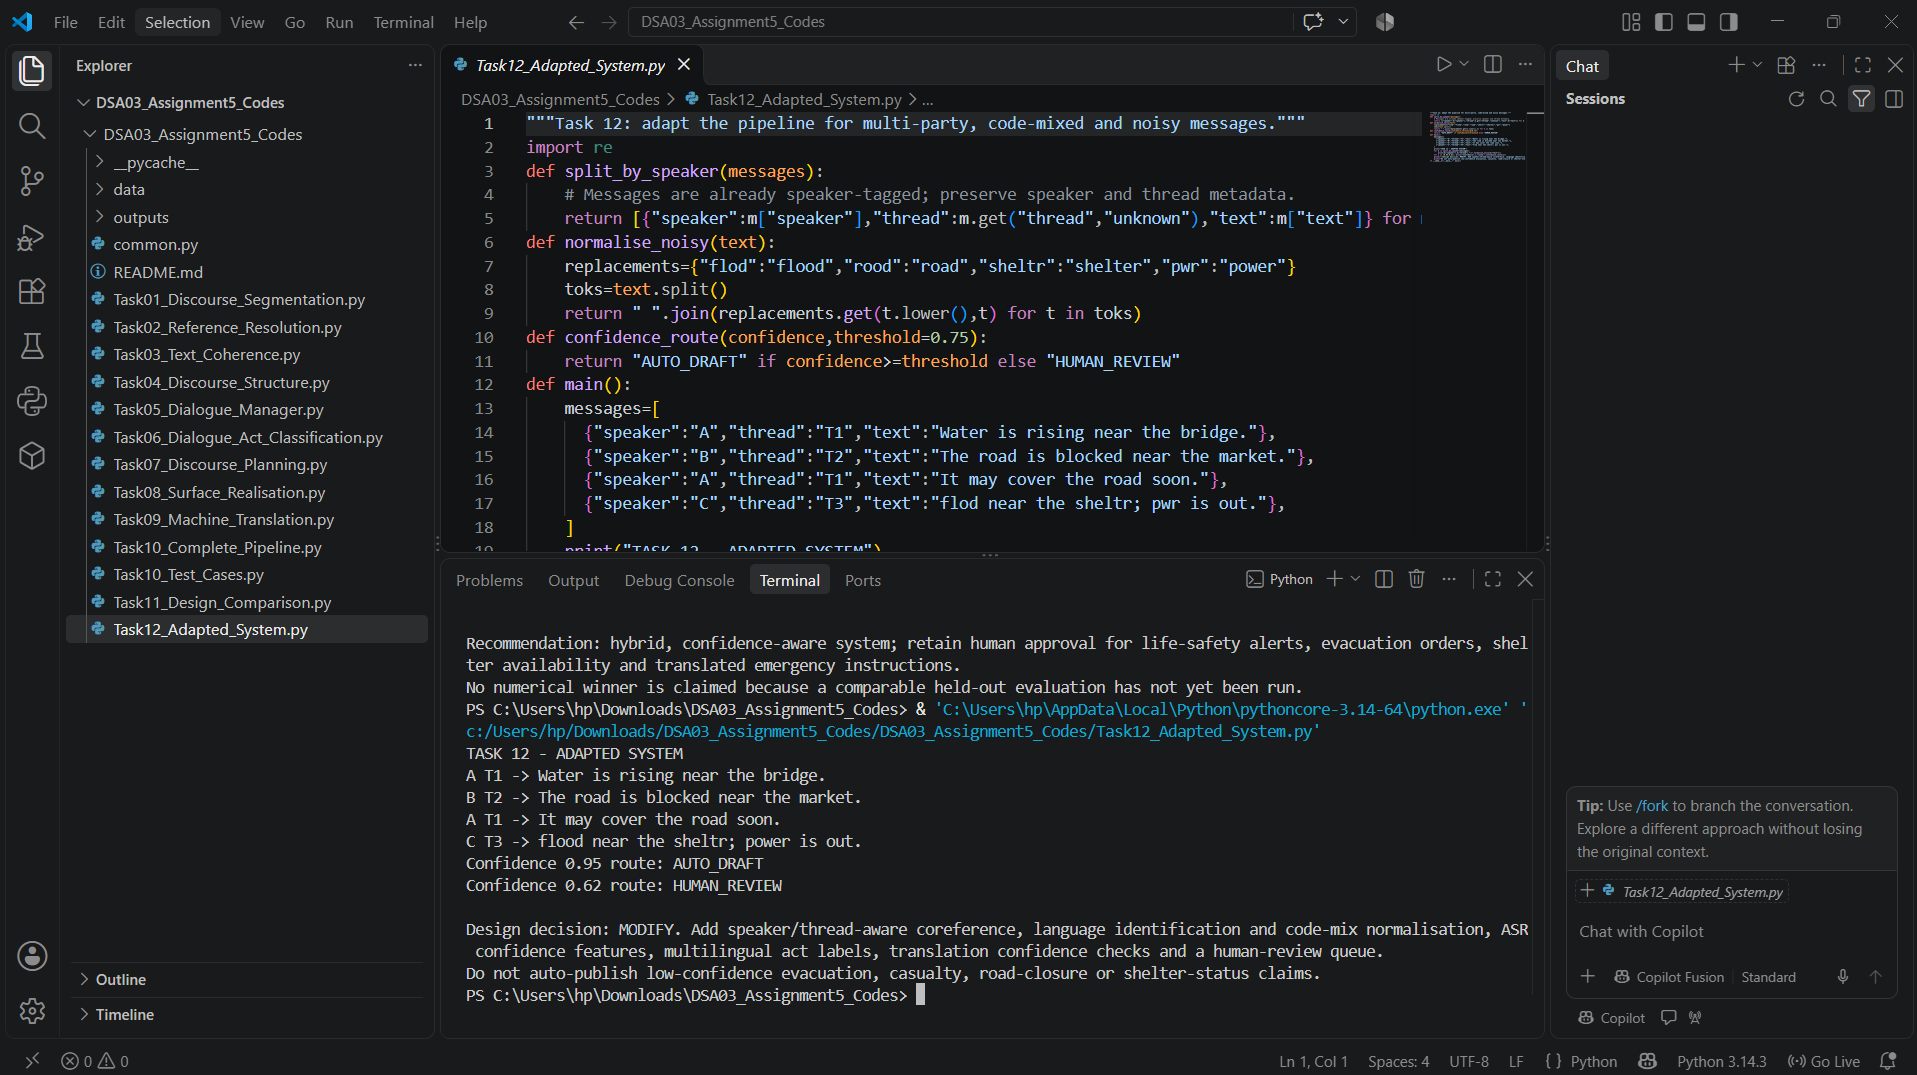 File Edit Selection View Go Run Terminal Help
DSA03_Assignment5_Codes
Explorer
DSA03_Assignment5_Codes
DSA03_Assignment5_Codes
__pycache__
data
outputs
common.py
README.md
Task01_Discourse_Segmentation.py
Task02_Reference_Resolution.py
Task03_Text_Coherence.py
Task04_Discourse_Structure.py
Task05_Dialogue_Manager.py
Task06_Dialogue_Act_Classification.py
Task07_Discourse_Planning.py
Task08_Surface_Realisation.py
Task09_Machine_Translation.py
Task10_Complete_Pipeline.py
Task10_Test_Cases.py
Task11_Design_Comparison.py
Task12_Adapted_System.py
Outline
Timeline
Task12_Adapted_System.py
DSA03_Assignment5_Codes > Task12_Adapted_System.py > ...
1 """Task 12: adapt the pipeline for multi-party, code-mixed and noisy messages."""
2 import re
3 def split_by_speaker(messages):
4 # Messages are already speaker-tagged; preserve speaker and thread metadata.
5 return [{"speaker":m["speaker"],"thread":m.get("thread","unknown"),"text":m["text"]} for
6 def normalise_noisy(text):
7 replacements={"flod":"flood","rood":"road","sheltr":"shelter","pwr":"power"}
8 toks=text.split()
9 return " ".join(replacements.get(t.lower(),t) for t in toks)
10 def confidence_route(confidence,threshold=0.75):
11 return "AUTO_DRAFT" if confidence>=threshold else "HUMAN_REVIEW"
12 def main():
13 messages=[
14 {"speaker":"A","thread":"T1","text":"Water is rising near the bridge."},
15 {"speaker":"B","thread":"T2","text":"The road is blocked near the market."},
16 {"speaker":"A","thread":"T1","text":"It may cover the road soon."},
17 {"speaker":"C","thread":"T3","text":"flod near the sheltr; pwr is out."},
18 ]
19 print("TASK 12 - ADAPTED SYSTEM")
Problems Output Debug Console Terminal Ports
Python
Recommendation: hybrid, confidence-aware system; retain human approval for life-safety alerts, evacuation orders, shel
ter availability and translated emergency instructions.
No numerical winner is claimed because a comparable held-out evaluation has not yet been run.
PS C:\Users\hp\Downloads\DSA03_Assignment5_Codes> & 'C:\Users\hp\AppData\Local\Python\pythoncore-3.14-64\python.exe' '
c:/Users/hp/Downloads/DSA03_Assignment5_Codes/DSA03_Assignment5_Codes/Task12_Adapted_System.py'
TASK 12 - ADAPTED SYSTEM
A T1 -> Water is rising near the bridge.
B T2 -> The road is blocked near the market.
A T1 -> It may cover the road soon.
C T3 -> flood near the sheltr; power is out.
Confidence 0.95 route: AUTO_DRAFT
Confidence 0.62 route: HUMAN_REVIEW
Design decision: MODIFY. Add speaker/thread-aware coreference, language identification and code-mix normalisation, ASR
confidence features, multilingual act labels, translation confidence checks and a human-review queue.
Do not auto-publish low-confidence evacuation, casualty, road-closure or shelter-status claims.
PS C:\Users\hp\Downloads\DSA03_Assignment5_Codes>
Chat
Sessions
Tip: Use /fork to branch the conversation.
Explore a different approach without losing
the original context.
Task12_Adapted_System.py
Chat with Copilot
Copilot Fusion Standard
Copilot
0 0
Ln 1, Col 1 Spaces: 4 UTF-8 LF { } Python Python 3.14.3 Go Live